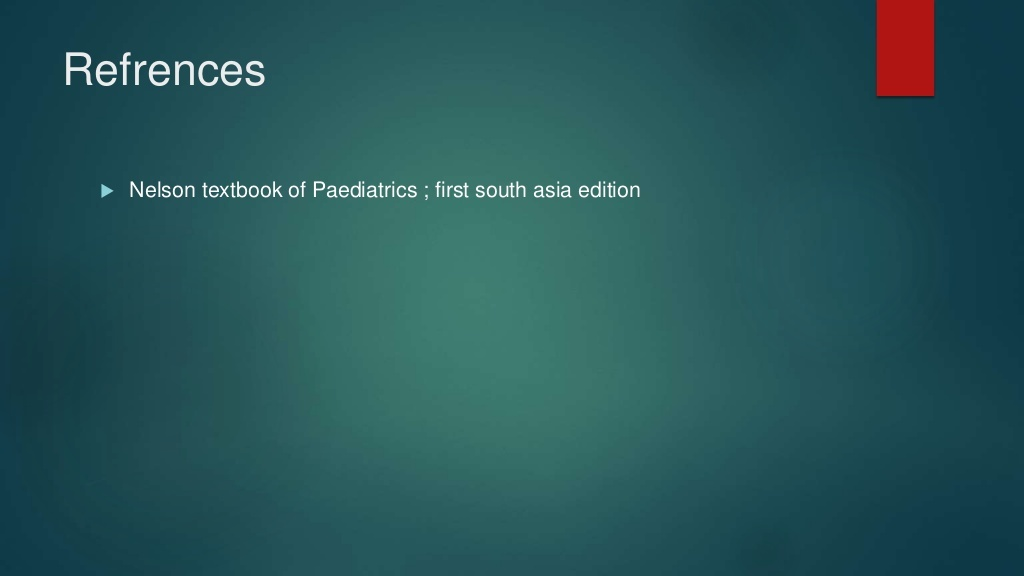 Refrences
Nelson textbook of Paediatrics ; first south asia edition